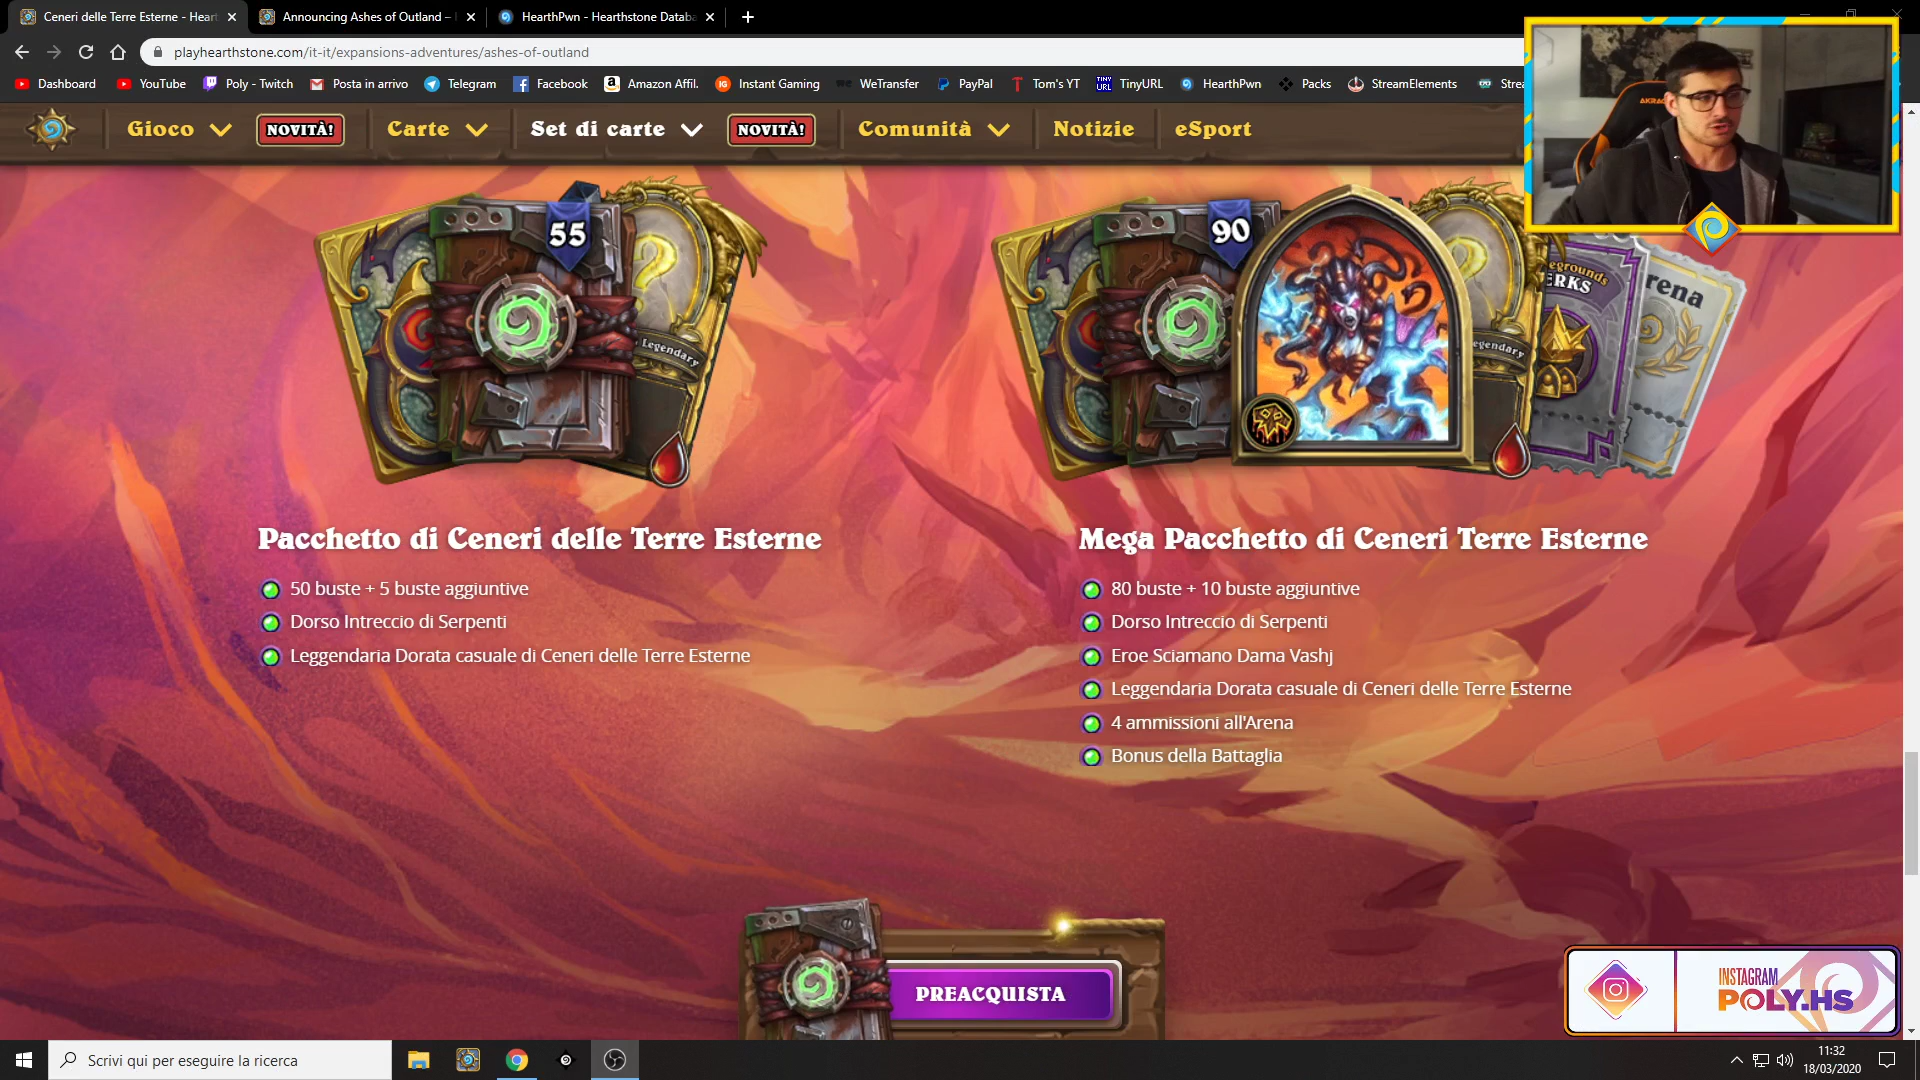 Ceneri delle Terre Esterne - Heart
Announcing Ashes of Outland –
HearthPwn - Hearthstone Databa
playhearthstone.com/it-it/expansions-adventures/ashes-of-outland
Dashboard
YouTube
Poly - Twitch
Posta in arrivo
Telegram
Facebook
Amazon Affil.
Instant Gaming
WeTransfer
PayPal
Tom's YT
TinyURL
HearthPwn
Packs
StreamElements
Strea
Gioco
NOVITÀ!
Carte
Set di carte
NOVITÀ!
Comunità
Notizie
eSport
55
Legendary
90
egendary
egrounds
ERKS
rena
Pacchetto di Ceneri delle Terre Esterne
50 buste + 5 buste aggiuntive
Dorso Intreccio di Serpenti
Leggendaria Dorata casuale di Ceneri delle Terre Esterne
Mega Pacchetto di Ceneri Terre Esterne
80 buste + 10 buste aggiuntive
Dorso Intreccio di Serpenti
Eroe Sciamano Dama Vashj
Leggendaria Dorata casuale di Ceneri delle Terre Esterne
4 ammissioni all'Arena
Bonus della Battaglia
PREACQUISTA
INSTAGRAM
POLY.HS
Scrivi qui per eseguire la ricerca
11:32
18/03/2020